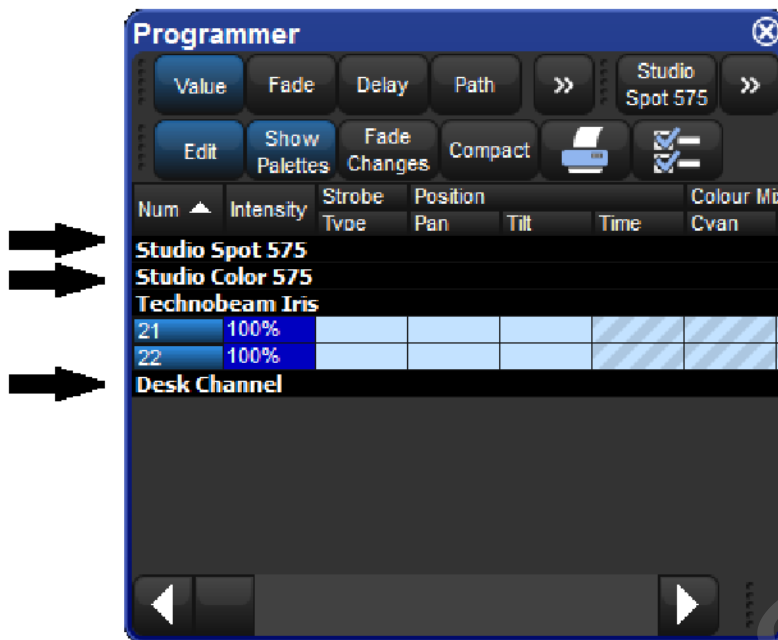 Programmer
Value Fade Delay Path » Studio Spot 575 »
Edit Show Palettes Fade Changes Compact
Num Intensity Strobe Position Colour Mi
Type Pan Tilt Time Cyan
Studio Spot 575
Studio Color 575
Technobeam Iris
21 100%
22 100%
Desk Channel